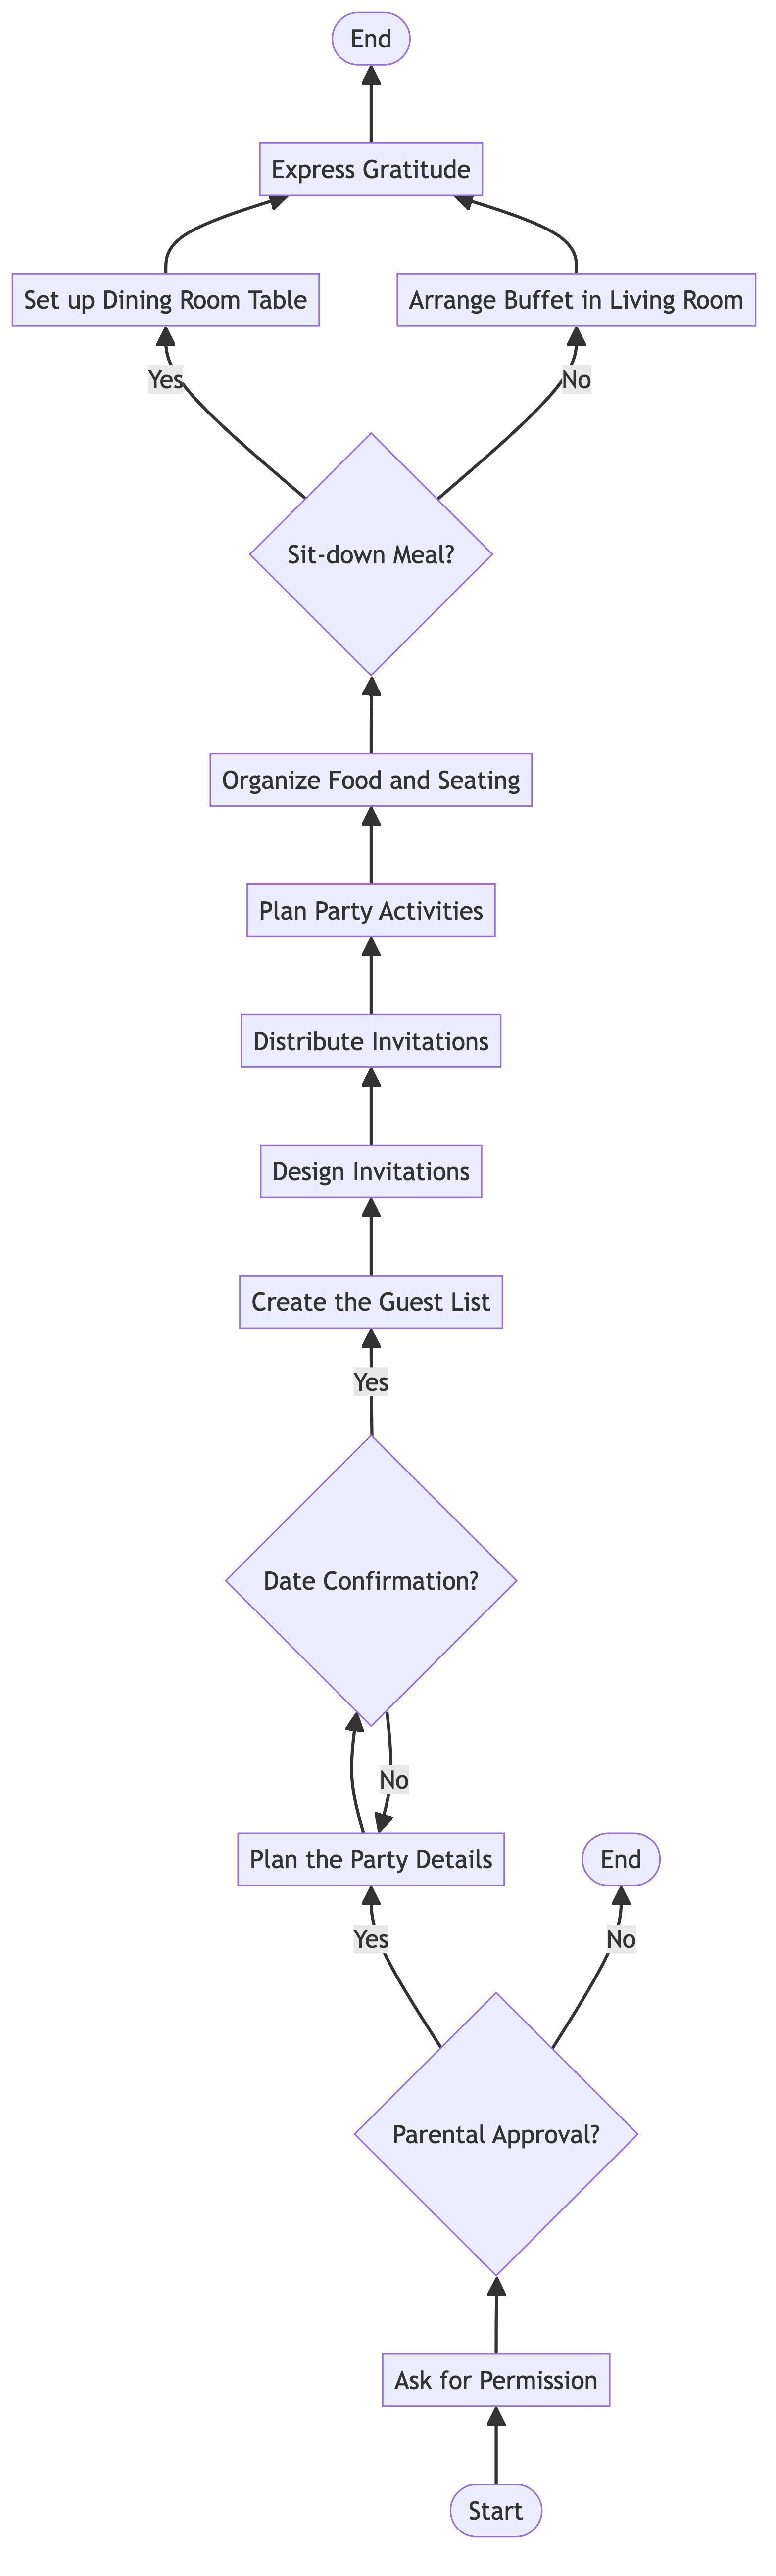 End
Express Gratitude
Set up Dining Room Table
Arrange Buffet in Living Room
Yes
No
Sit-down Meal?
Organize Food and Seating
Plan Party Activities
Distribute Invitations
Design Invitations
Create the Guest List
Yes
Date Confirmation?
No
Plan the Party Details
End
Yes
No
Parental Approval?
Ask for Permission
Start